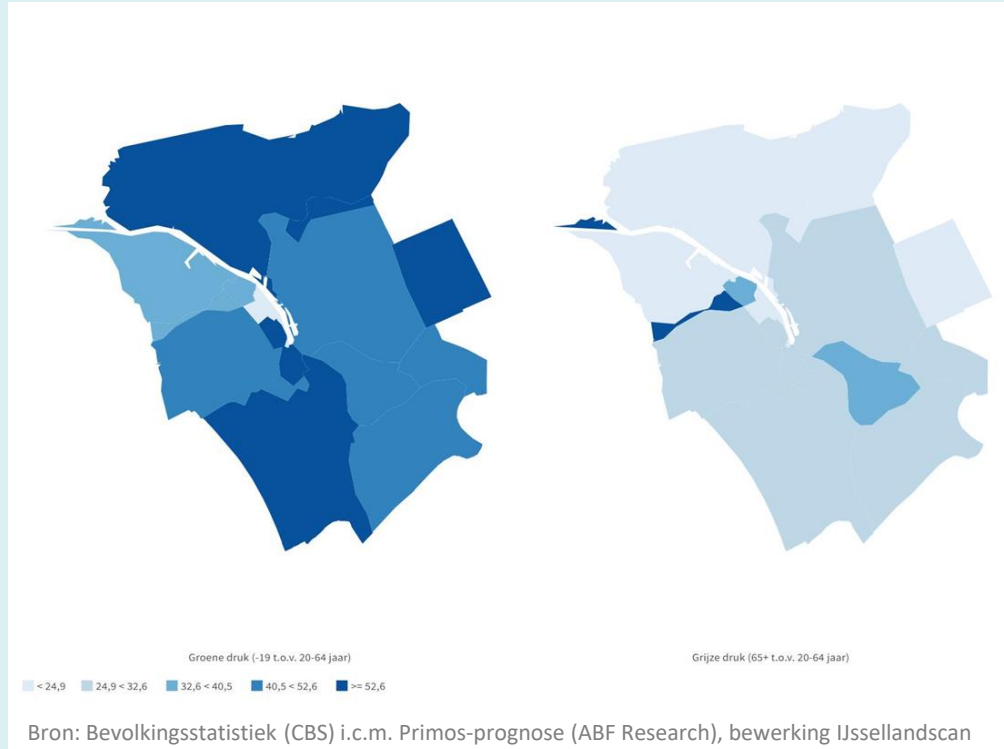 Groene druk (-19 t.o.v. 20-64 jaar)
Grijze druk (65+ t.o.v. 20-64 jaar)
< 24,9
24,9 < 32,6
32,6 < 40,5
40,5 < 52,6
>= 52,6
Bron: Bevolkingsstatistiek (CBS) i.c.m. Primos-prognose (ABF Research), bewerking IJssellandscan